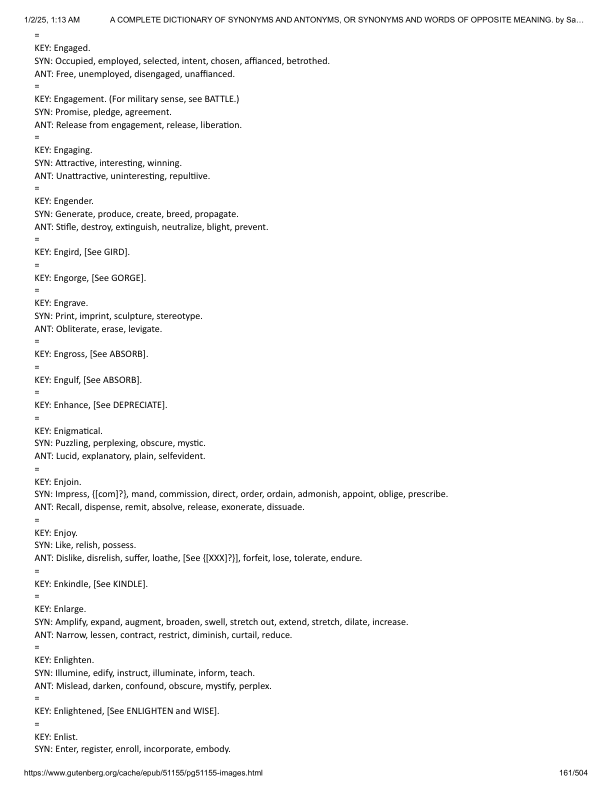 1/2/25, 1:13 AM A COMPLETE DICTIONARY OF SYNONYMS AND ANTONYMS, OR SYNONYMS AND WORDS OF OPPOSITE MEANING. by Sa…
=
KEY: Engaged.
SYN: Occupied, employed, selected, intent, chosen, affianced, betrothed.
ANT: Free, unemployed, disengaged, unaffianced.
=
KEY: Engagement. (For military sense, see BATTLE.)
SYN: Promise, pledge, agreement.
ANT: Release from engagement, release, liberation.
=
KEY: Engaging.
SYN: Attractive, interesting, winning.
ANT: Unattractive, uninteresting, repultiive.
=
KEY: Engender.
SYN: Generate, produce, create, breed, propagate.
ANT: Stifle, destroy, extinguish, neutralize, blight, prevent.
=
KEY: Engird, [See GIRD].
=
KEY: Engorge, [See GORGE].
=
KEY: Engrave.
SYN: Print, imprint, sculpture, stereotype.
ANT: Obliterate, erase, levigate.
=
KEY: Engross, [See ABSORB].
=
KEY: Engulf, [See ABSORB].
=
KEY: Enhance, [See DEPRECIATE].
=
KEY: Enigmatical.
SYN: Puzzling, perplexing, obscure, mystic.
ANT: Lucid, explanatory, plain, selfevident.
=
KEY: Enjoin.
SYN: Impress, {[com]?}, mand, commission, direct, order, ordain, admonish, appoint, oblige, prescribe.
ANT: Recall, dispense, remit, absolve, release, exonerate, dissuade.
=
KEY: Enjoy.
SYN: Like, relish, possess.
ANT: Dislike, disrelish, suffer, loathe, [See {[XXX]?}], forfeit, lose, tolerate, endure.
=
KEY: Enkindle, [See KINDLE].
=
KEY: Enlarge.
SYN: Amplify, expand, augment, broaden, swell, stretch out, extend, stretch, dilate, increase.
ANT: Narrow, lessen, contract, restrict, diminish, curtail, reduce.
=
KEY: Enlighten.
SYN: Illumine, edify, instruct, illuminate, inform, teach.
ANT: Mislead, darken, confound, obscure, mystify, perplex.
=
KEY: Enlightened, [See ENLIGHTEN and WISE].
=
KEY: Enlist.
SYN: Enter, register, enroll, incorporate, embody.
https://www.gutenberg.org/cache/epub/51155/pg51155-images.html 161/504